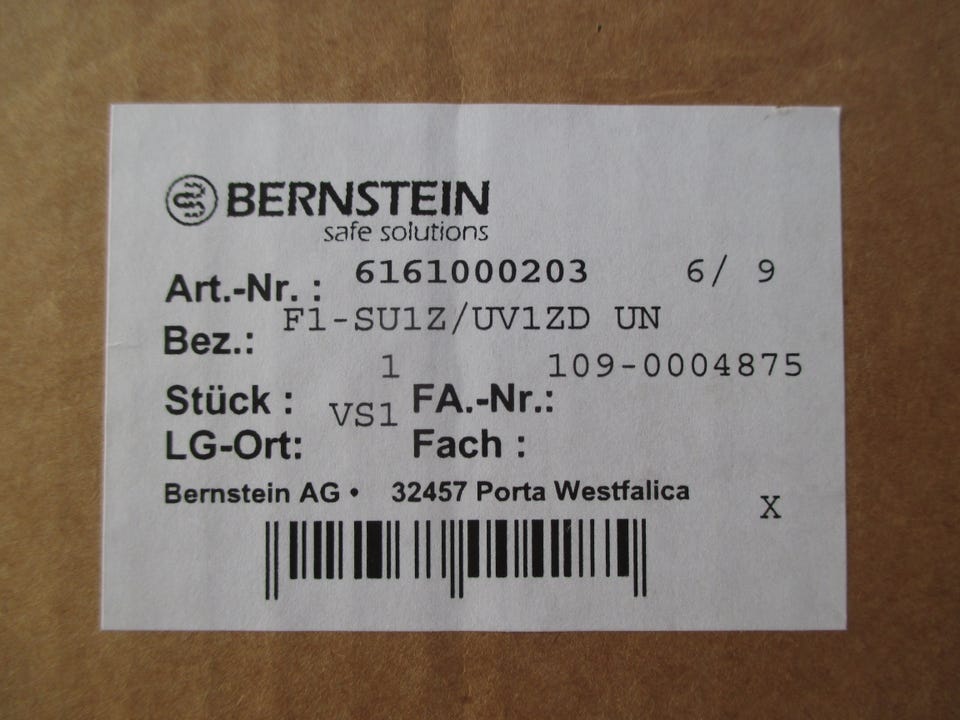 BERNSTEIN
safe solutions
Art.-Nr. : 6161000203 6/ 9
Bez.: F1-SU1Z/UV1ZD UN
Stück : 1 FA.-Nr.: 109-0004875
LG-Ort: VS1 Fach :
Bernstein AG • 32457 Porta Westfalica
X